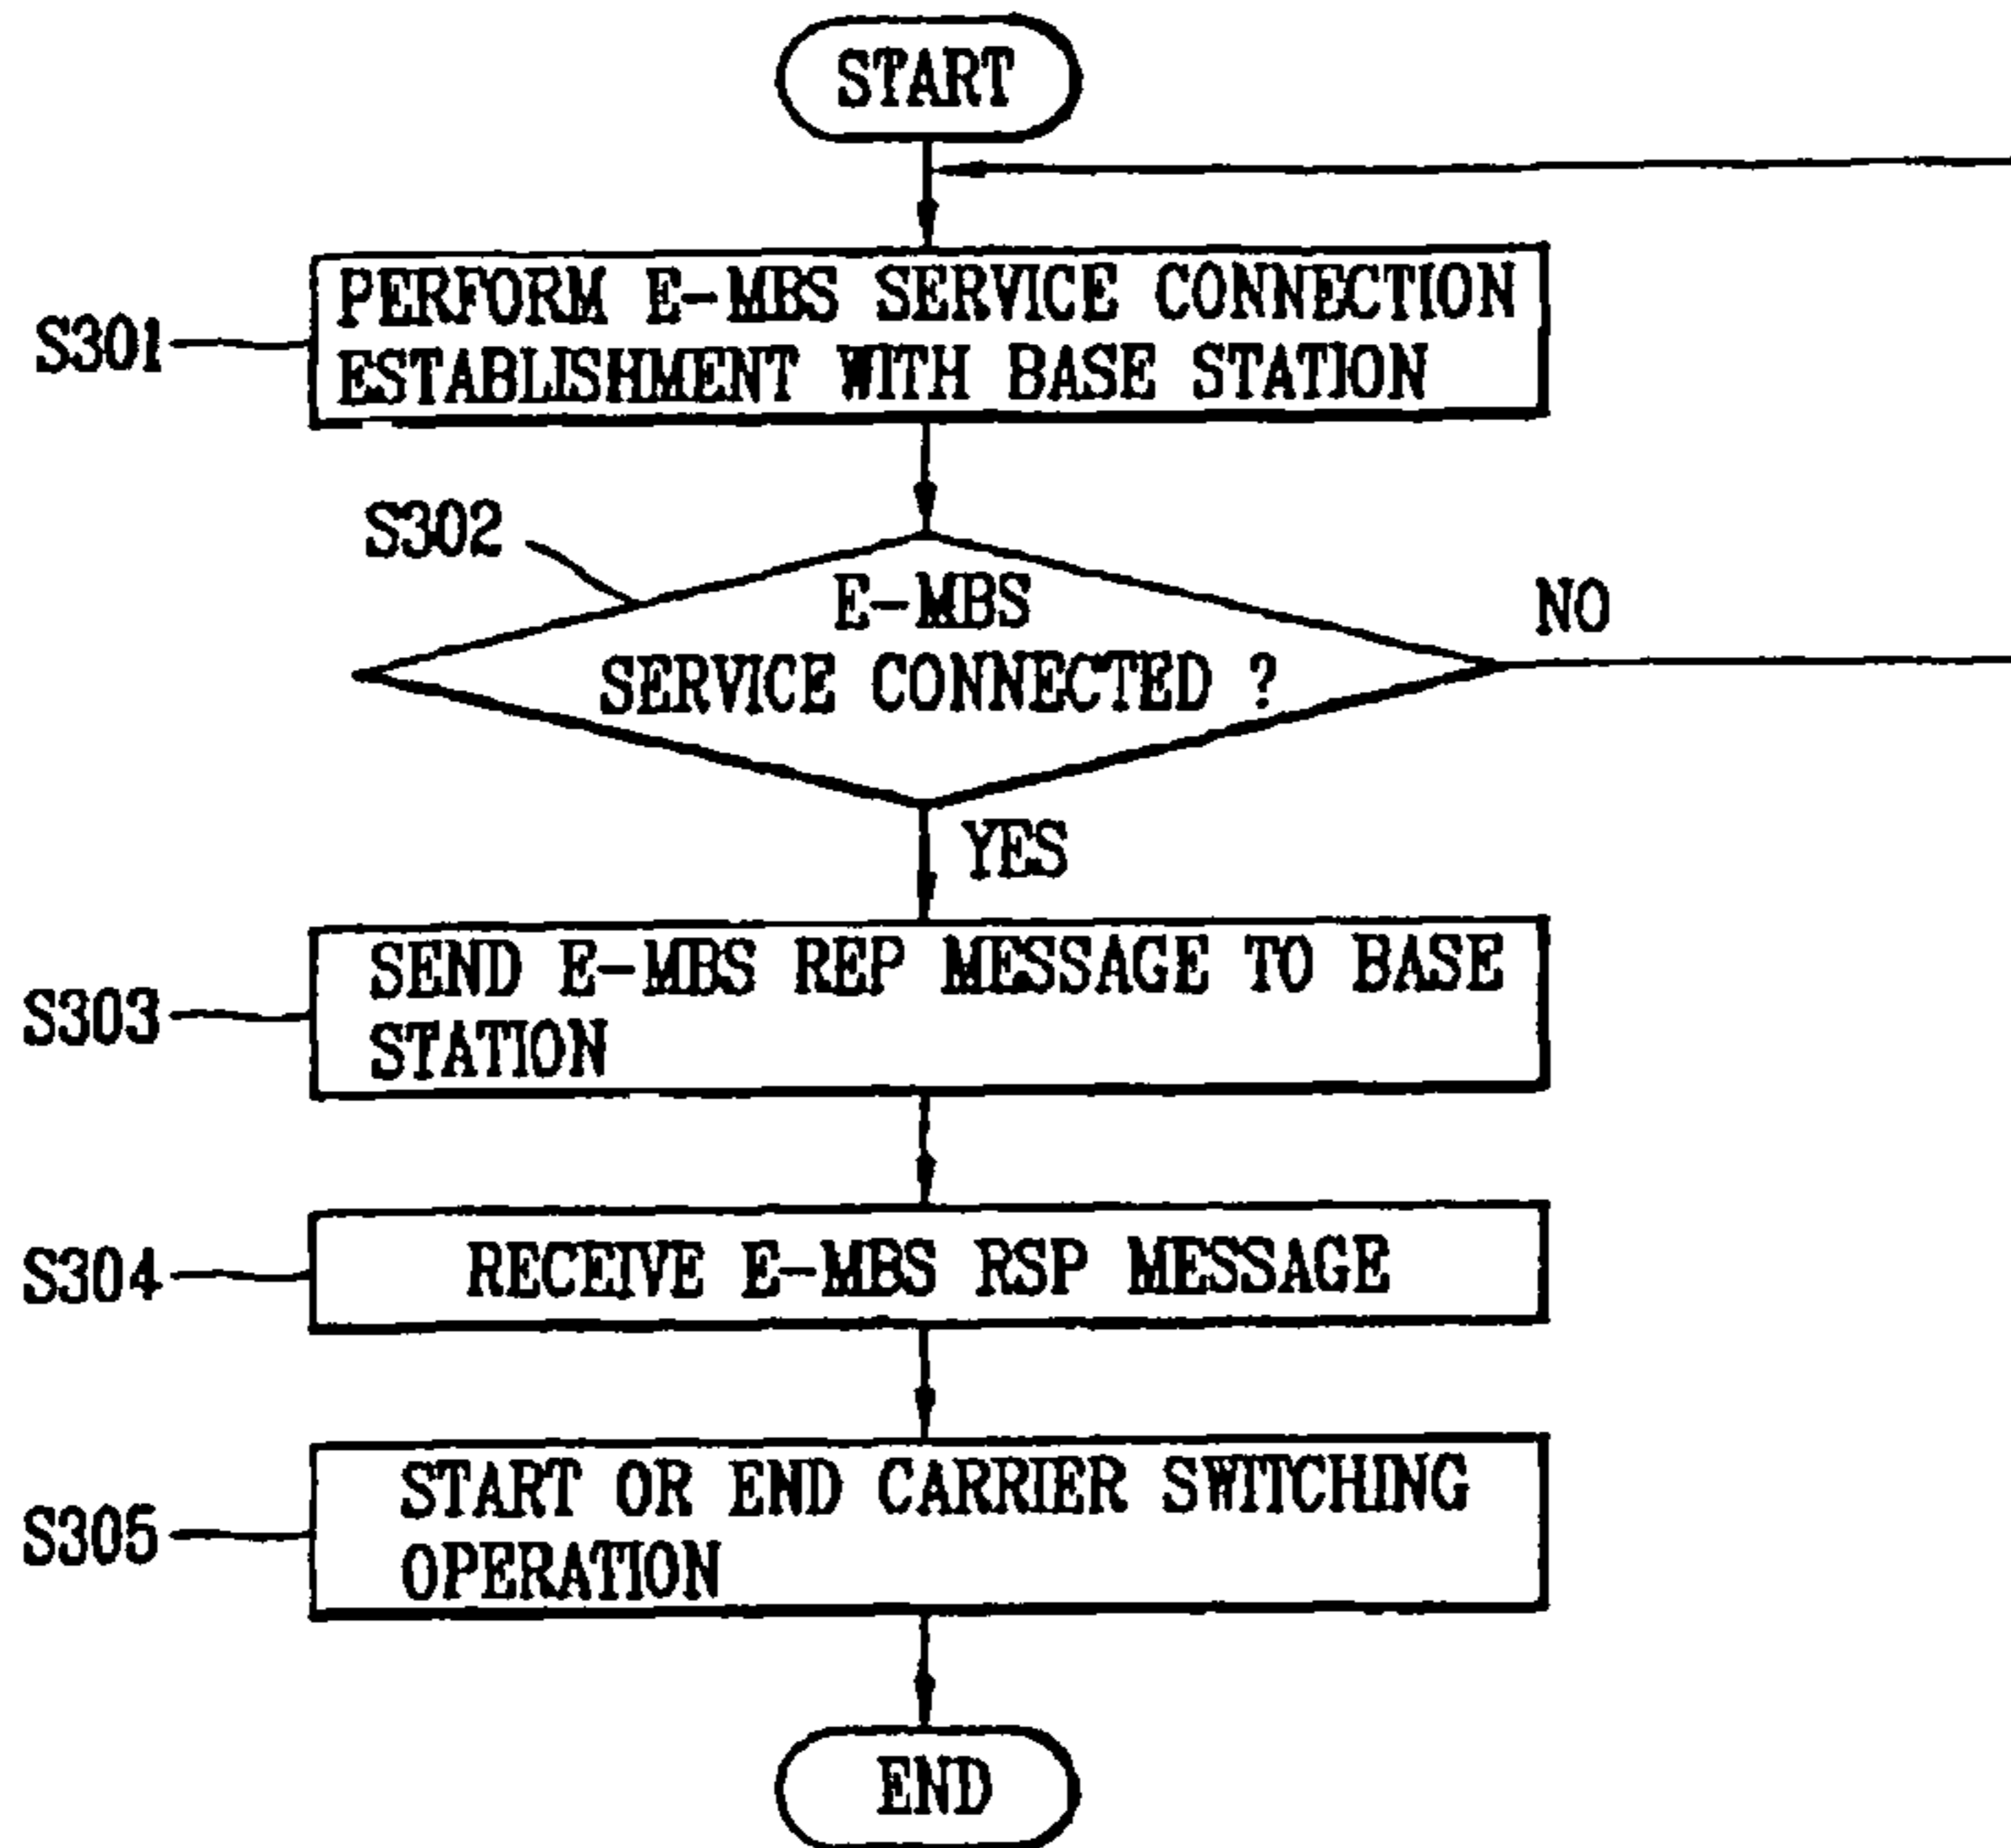 START
S301
PERFORM E-MBS SERVICE CONNECTION
ESTABLISHMENT WITH BASE STATION
S302
E-MBS
SERVICE CONNECTED ?
NO
YES
S303
SEND E-MBS REP MESSAGE TO BASE
STATION
S304
RECEIVE E-MBS RSP MESSAGE
S305
START OR END CARRIER SWITCHING
OPERATION
END